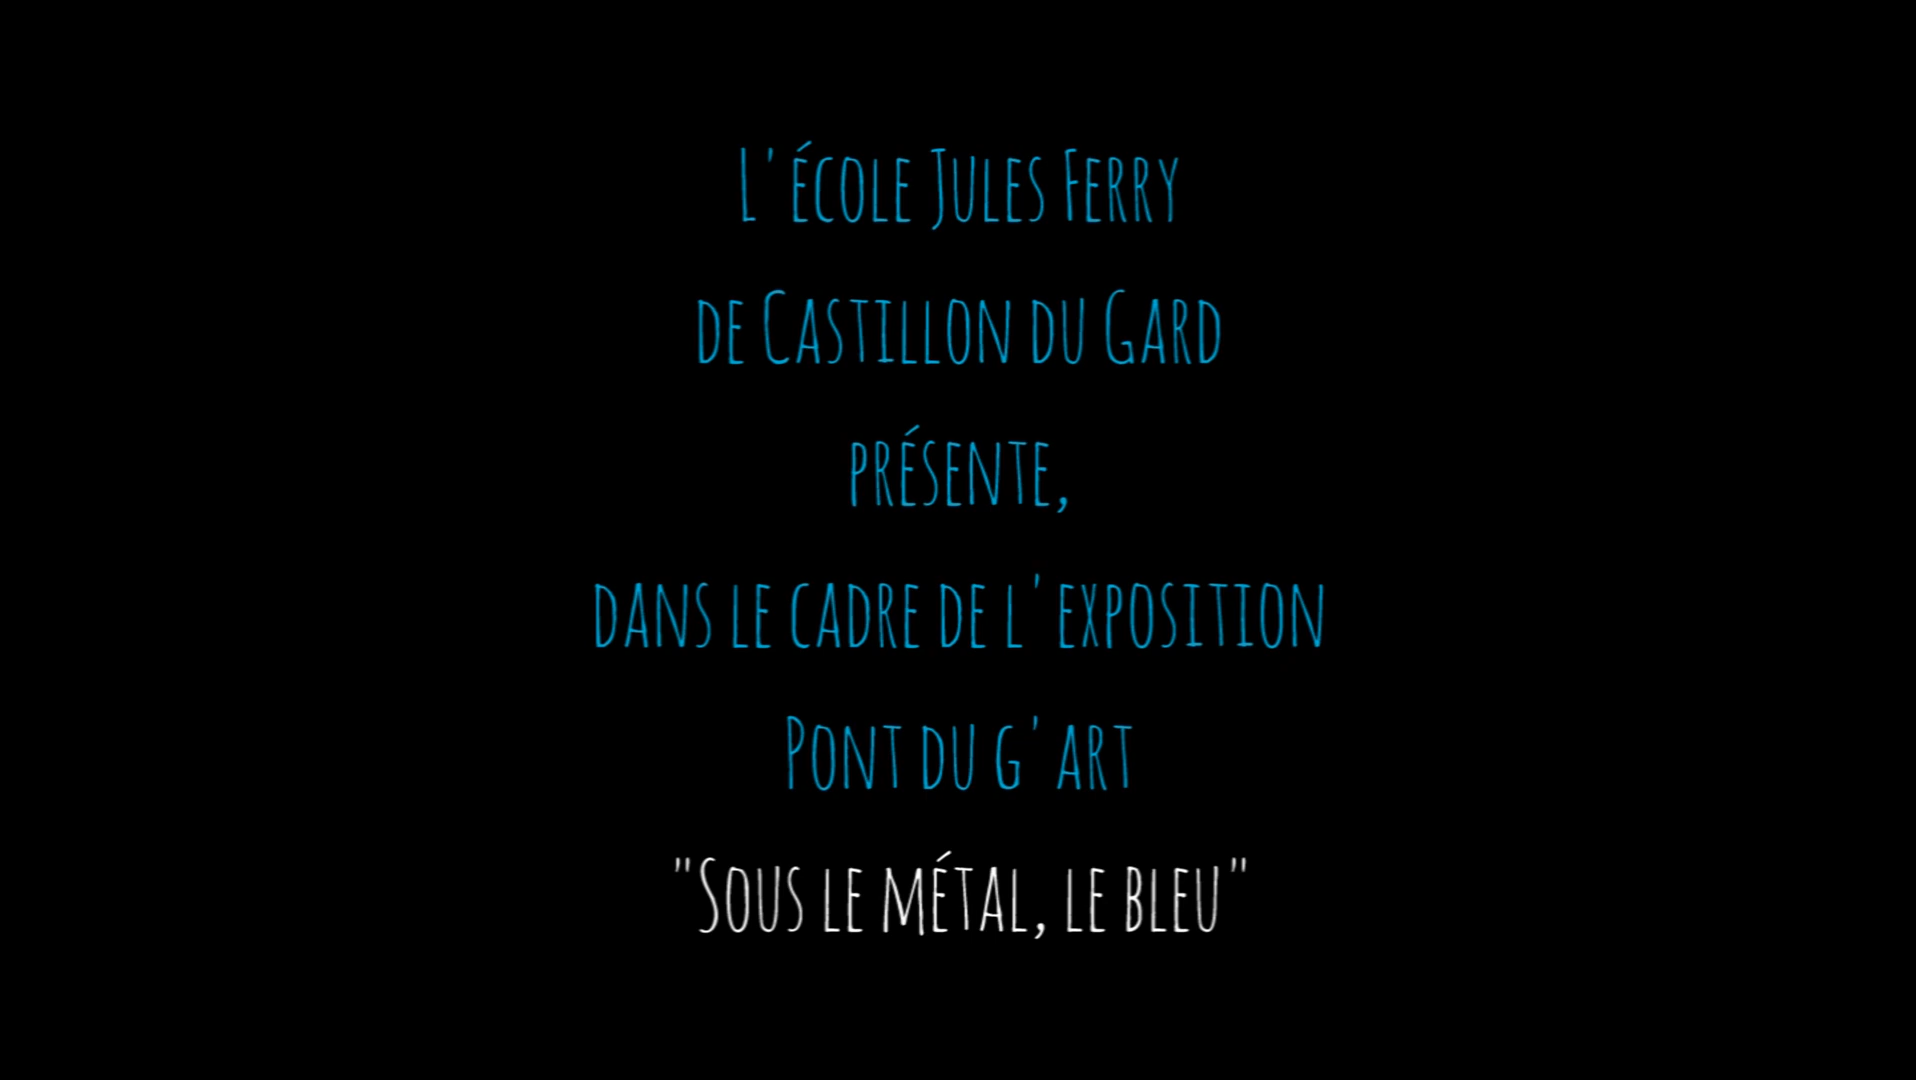 L'école Jules Ferry
de Castillon du Gard
présente,
dans le cadre de l'exposition
Pont du g'art
"Sous le métal, le bleu"